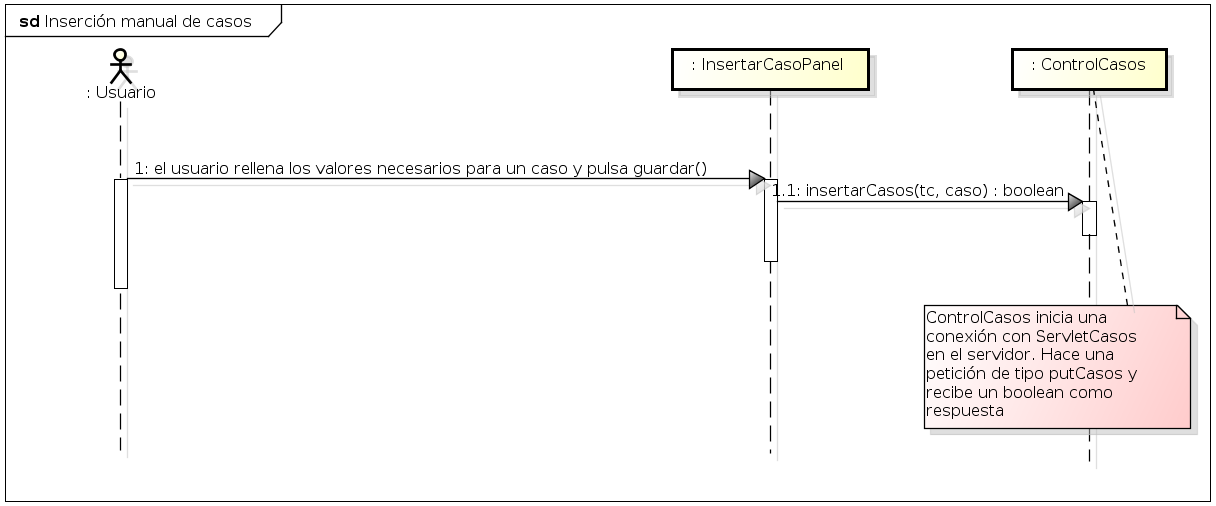 sd Inserción manual de casos
: Usuario
: InsertarCasoPanel
: ControlCasos
1: el usuario rellena los valores necesarios para un caso y pulsa guardar()
1.1: insertarCasos(tc, caso) : boolean
ControlCasos inicia una
conexión con ServletCasos
en el servidor. Hace una
petición de tipo putCasos y
recibe un boolean como
respuesta